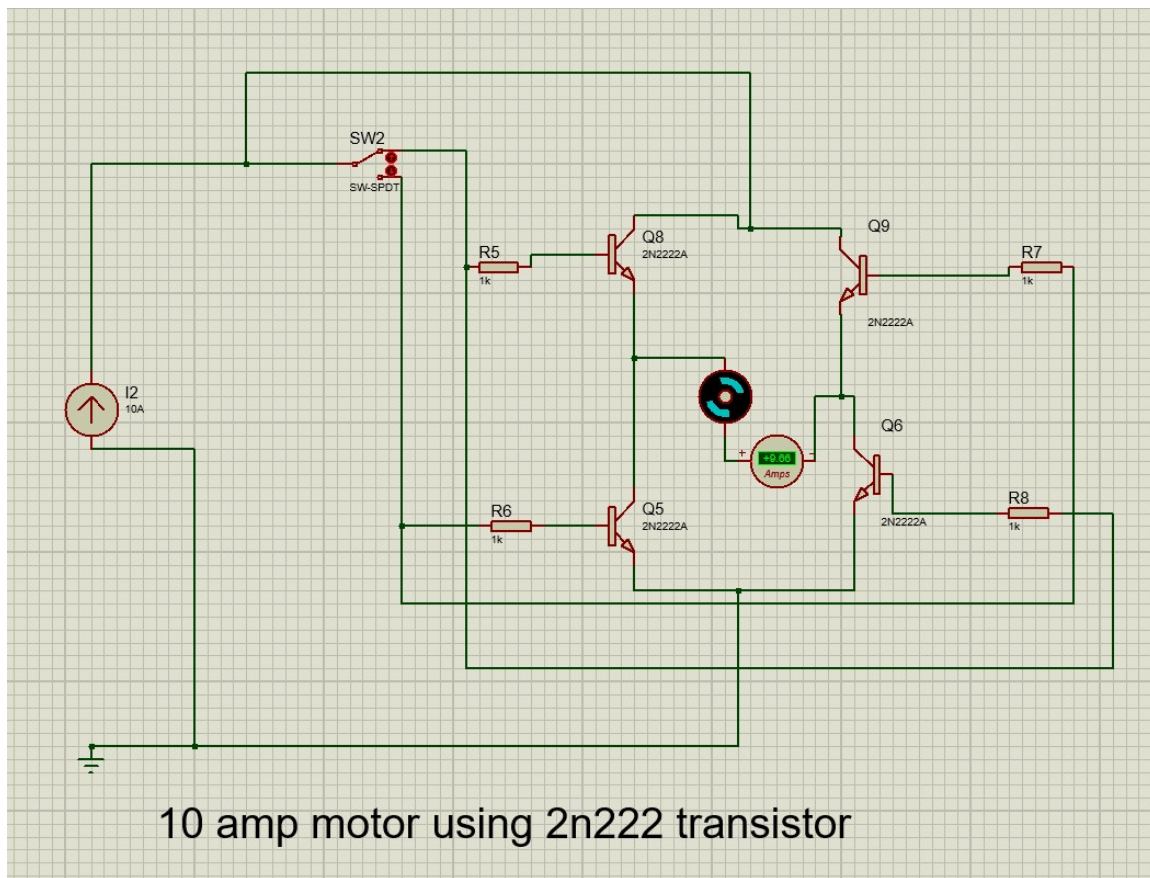 SW2
SW-SPDT
Q8
2N2222A
Q9
2N2222A
R5
1k
R7
1k
I2
10A
+9.66
Amps
+
-
Q6
2N2222A
R6
1k
Q5
2N2222A
R8
1k
10 amp motor using 2n222 transistor